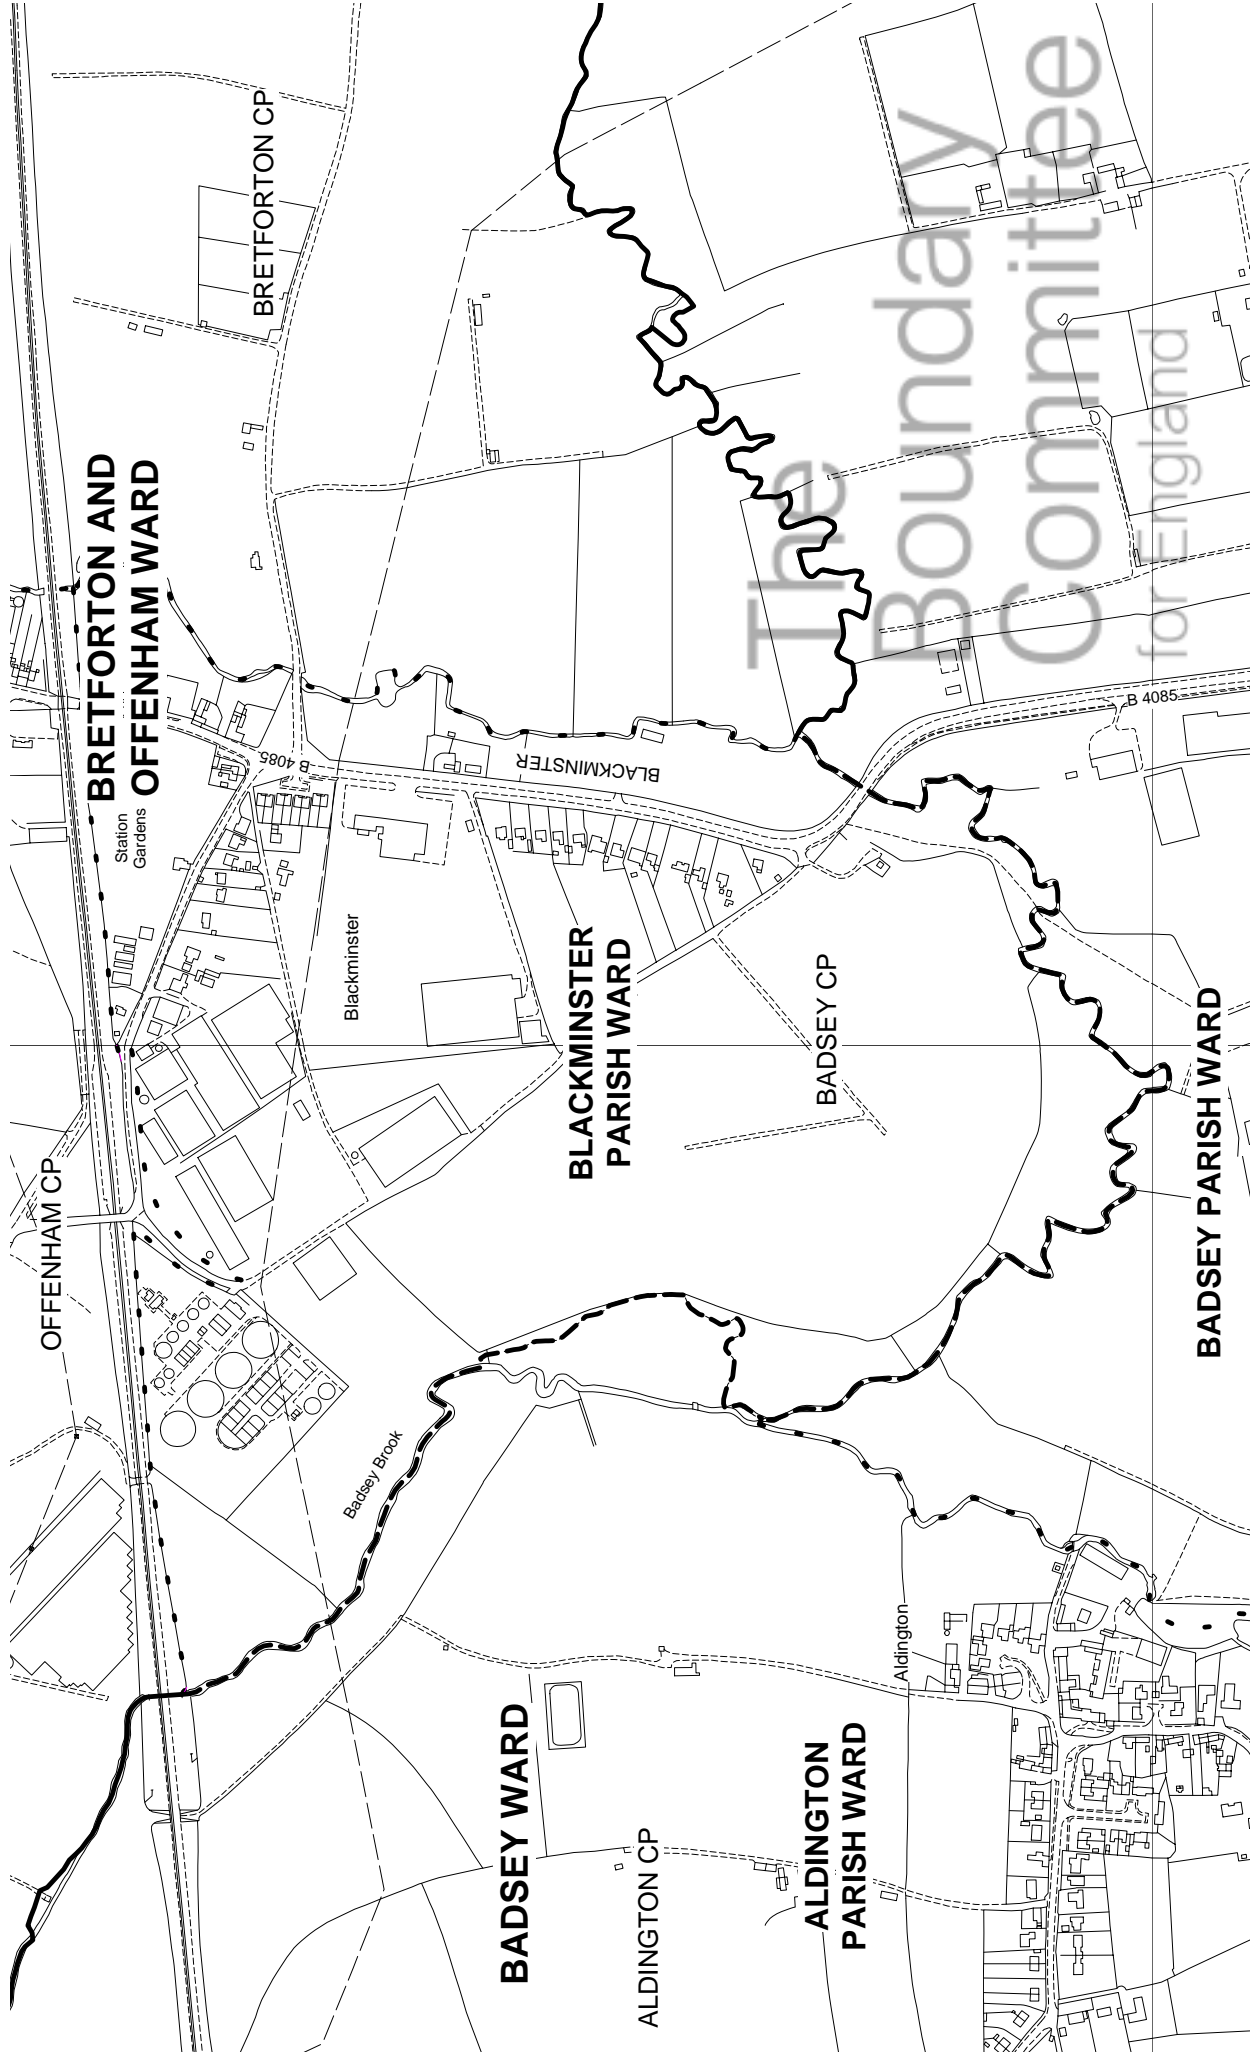 BRETFORTON CP
BRETFORTON AND
OFFENHAM WARD
Station
Gardens
B 4085
BLACKMINSTER
B 4085
Blackminster
BLACKMINSTER
PARISH WARD
BADSEY CP
BADSEY PARISH WARD
OFFENHAM CP
Badsey Brook
Aldington
BADSEY WARD
ALDINGTON
PARISH WARD
ALDINGTON CP
The
Boundary
Committee
for England